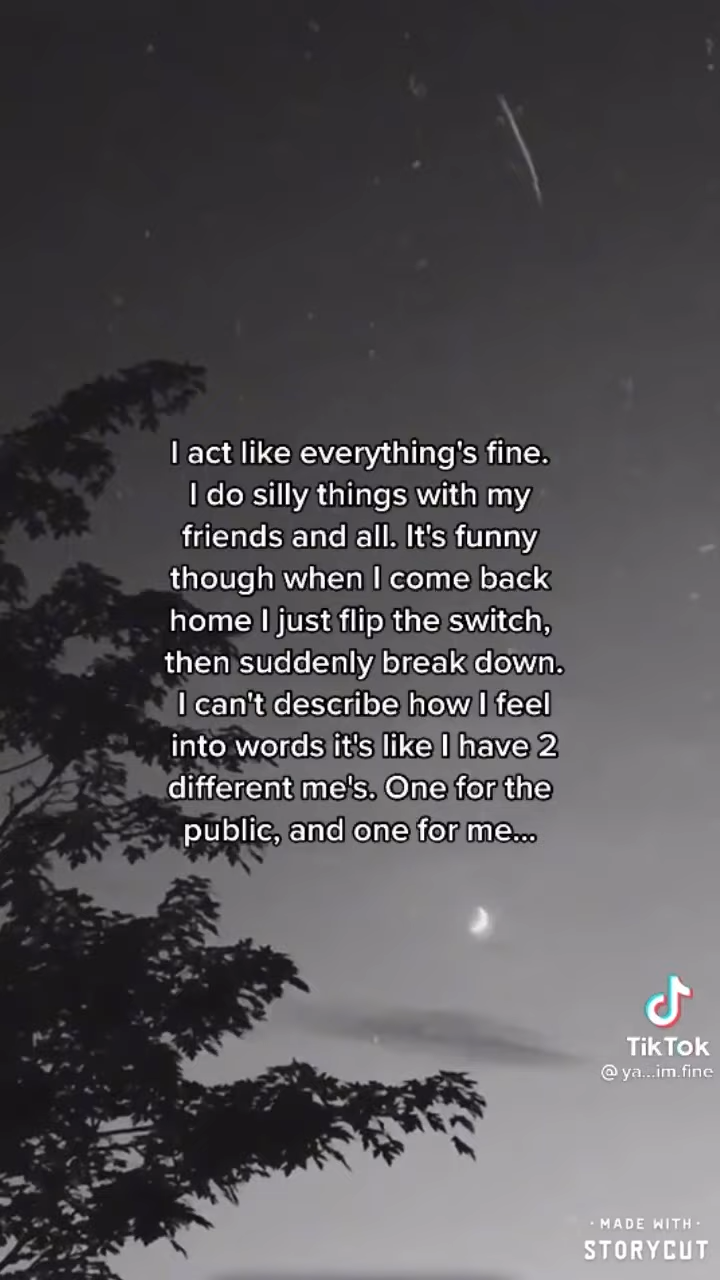 I act like everything's fine.
I do silly things with my
friends and all. It's funny
though when I come back
home I just flip the switch,
then suddenly break down.
I can't describe how I feel
into words it's like I have 2
different me's. One for the
public, and one for me...
TikTok
@ya...im.fine
· MADE WITH ·
STORYCUT